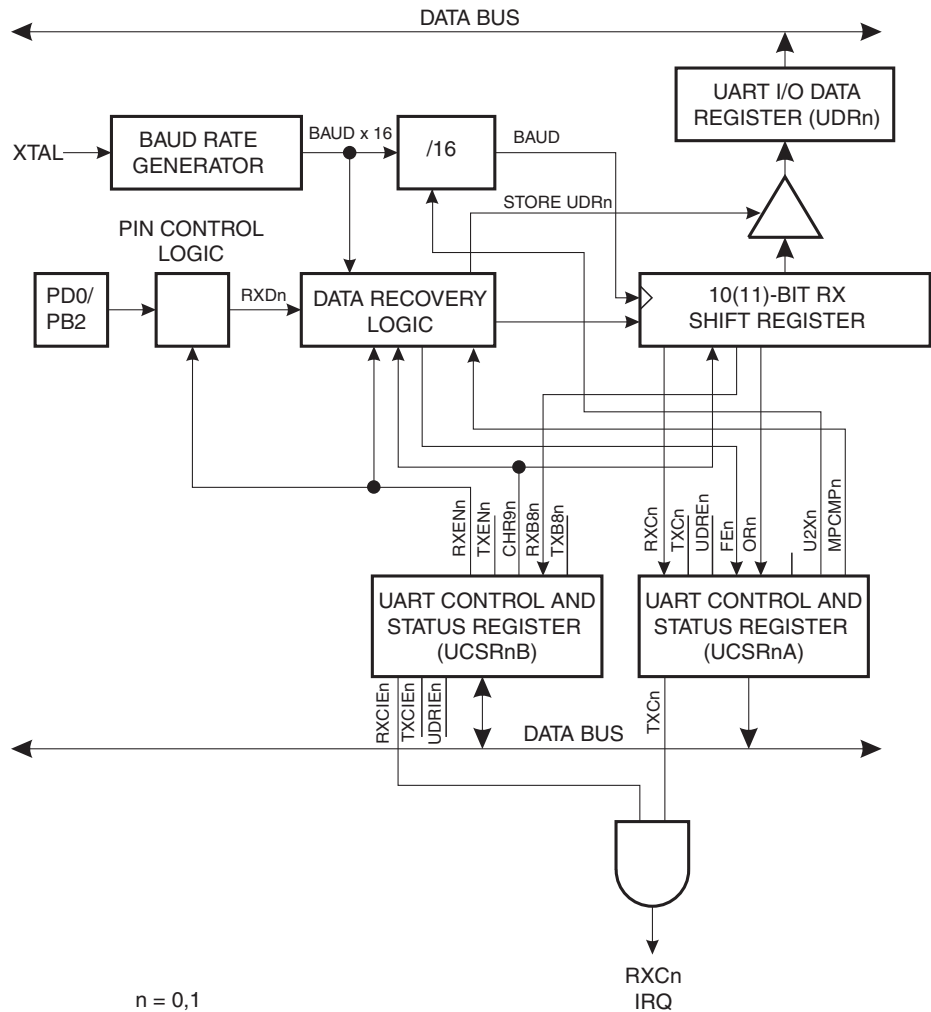 DATA BUS
UART I/O DATA
REGISTER (UDRn)
XTAL
BAUD RATE
GENERATOR
BAUD x 16
/16
BAUD
STORE UDRn
PIN CONTROL
LOGIC
PD0/
PB2
RXDn
DATA RECOVERY
LOGIC
10(11)-BIT RX
SHIFT REGISTER
RXENn
TXENn
CHR9n
RXB8n
TXB8n
RXCn
TXCn
UDREn
FEn
ORn
U2Xn
MPCMPn
UART CONTROL AND
STATUS REGISTER
(UCSRnB)
UART CONTROL AND
STATUS REGISTER
(UCSRnA)
RXCIEn
TXCIEn
UDRIEn
TXCn
DATA BUS
RXCn
IRQ
n = 0,1